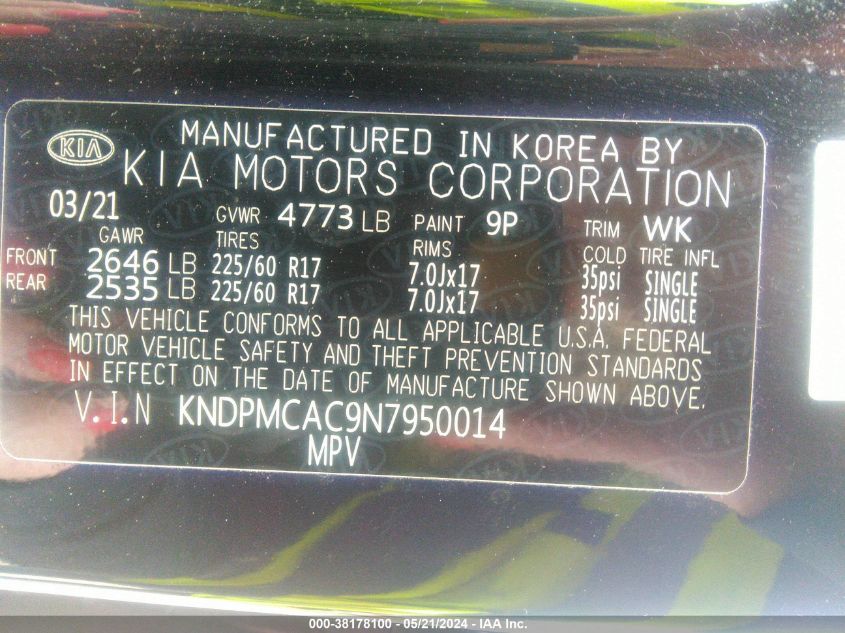 KIA
MANUFACTURED IN KOREA BY
KIA MOTORS CORPORATION
03/21 GVWR 4773 LB PAINT 9P TRIM WK
GAWR TIRES RIMS COLD TIRE INFL
FRONT 2646 LB 225/60 R17 7.0Jx17 35psi SINGLE
REAR 2535 LB 225/60 R17 7.0Jx17 35psi SINGLE
THIS VEHICLE CONFORMS TO ALL APPLICABLE U.S.A. FEDERAL
MOTOR VEHICLE SAFETY AND THEFT PREVENTION STANDARDS
IN EFFECT ON THE DATE OF MANUFACTURE SHOWN ABOVE.
V.I.N KNDPMCAC9N7950014
MPV
000-38178100 - 05/21/2024 - IAA Inc.